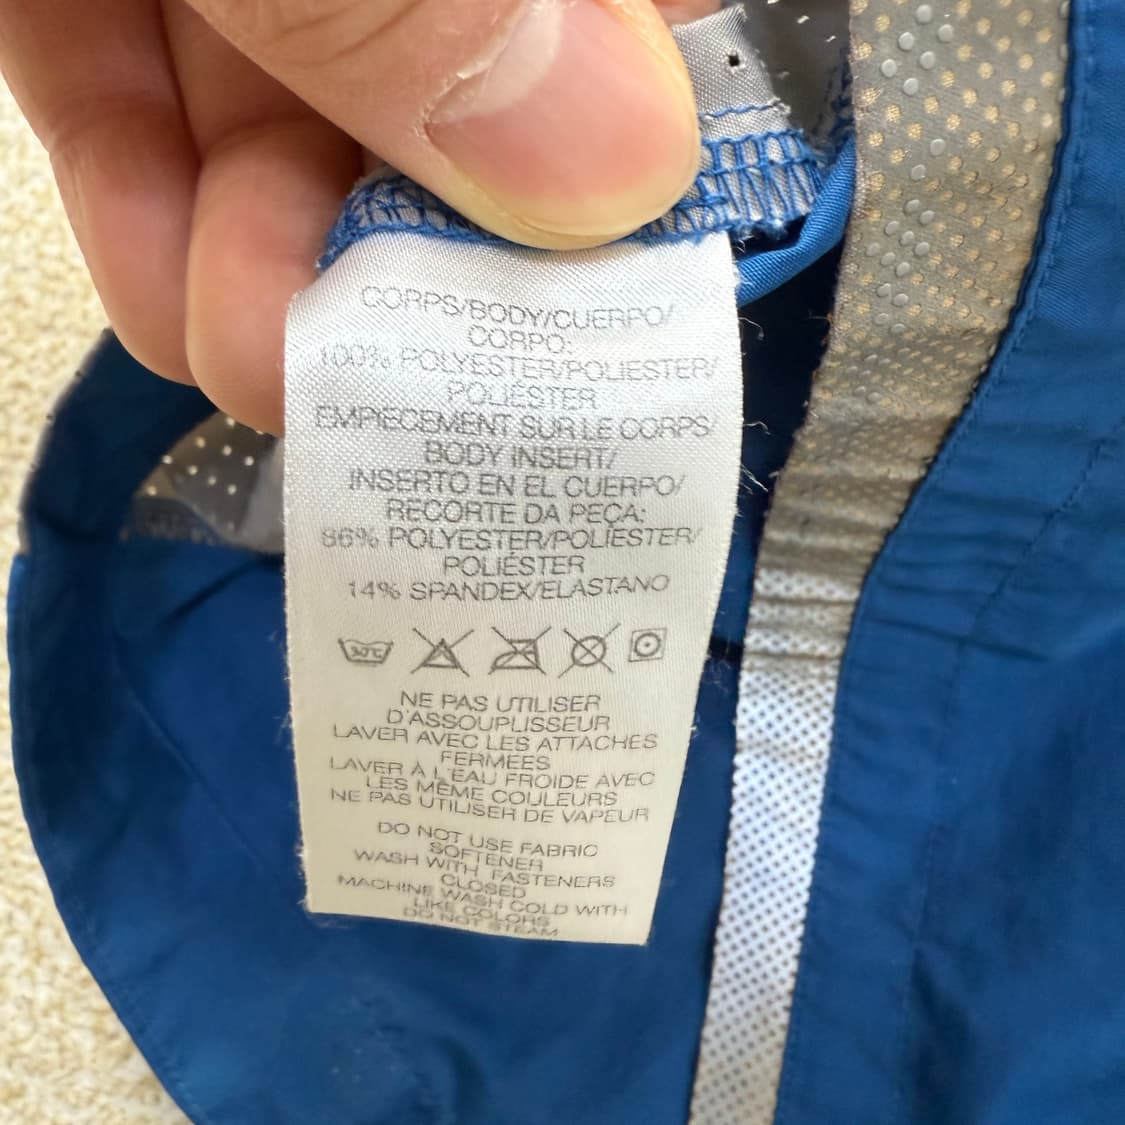 CORPS/BODY/CUERPO/
CORPO:
100% POLYESTER/POLIESTER/
POLIÉSTER
EMPIECEMENT SUR LE CORPS/
BODY INSERT/
INSERTO EN EL CUERPO/
RECORTE DA PEÇA:
86% POLYESTER/POLIESTER/
POLIÉSTER
14% SPANDEX/ELASTANO
30°C
NE PAS UTILISER
D'ASSOUPLISSEUR
LAVER AVEC LES ATTACHES
FERMÉES
LAVER À L'EAU FROIDE AVEC
LES MÊME COULEURS
NE PAS UTILISER DE VAPEUR
DO NOT USE FABRIC
SOFTENER
WASH WITH FASTENERS
CLOSED
MACHINE WASH COLD WITH
LIKE COLORS
DO NOT STEAM